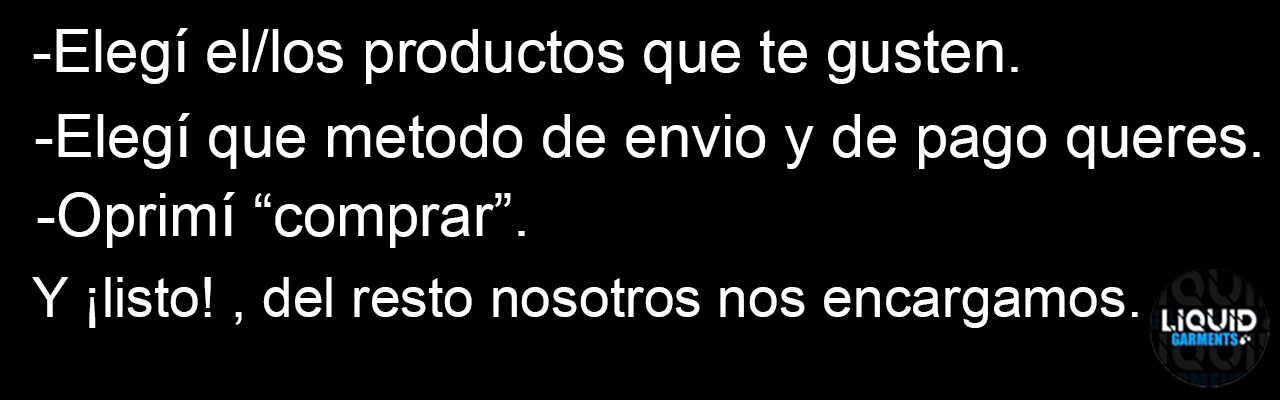 -Elegí el/los productos que te gusten.
-Elegí que metodo de envio y de pago queres.
-Oprimí “comprar”.
Y ¡listo! , del resto nosotros nos encargamos.
LiQUiD
GARMENTS